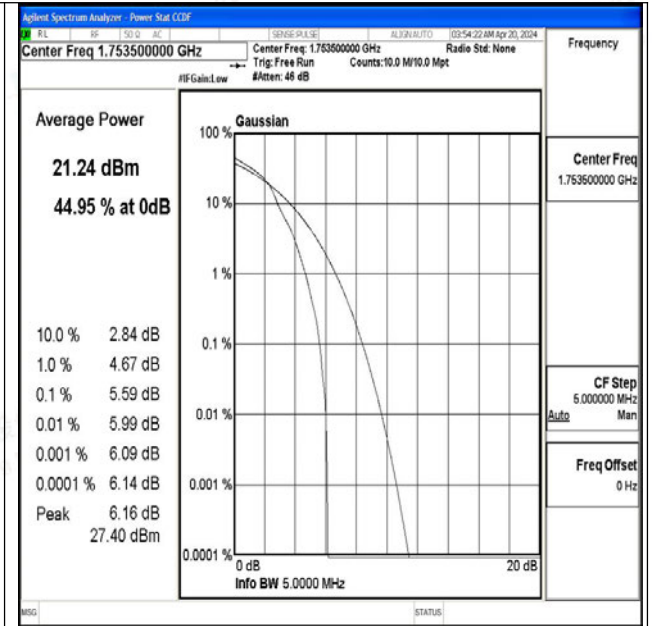 Agilent Spectrum Analyzer - Power Stat CCDF
RL RF 50 Ω AC SENSE:PULSE ALIGN AUTO 03:54:22 AM Apr 20, 2024
Center Freq 1.753500000 GHz
Center Freq: 1.753500000 GHz Radio Std: None
Trig: Free Run Counts:10.0 M/10.0 Mpt
#IFGain:Low #Atten: 46 dB
Frequency
Average Power
21.24 dBm
44.95 % at 0dB
10.0 % 2.84 dB
1.0 % 4.67 dB
0.1 % 5.59 dB
0.01 % 5.99 dB
0.001 % 6.09 dB
0.0001 % 6.14 dB
Peak 6.16 dB
27.40 dBm
Gaussian
100 %
10 %
1 %
0.1 %
0.01 %
0.001 %
0.0001 %
0 dB 20 dB
Info BW 5.0000 MHz
Center Freq
1.753500000 GHz
CF Step
5.000000 MHz
Auto Man
Freq Offset
0 Hz
MSG STATUS